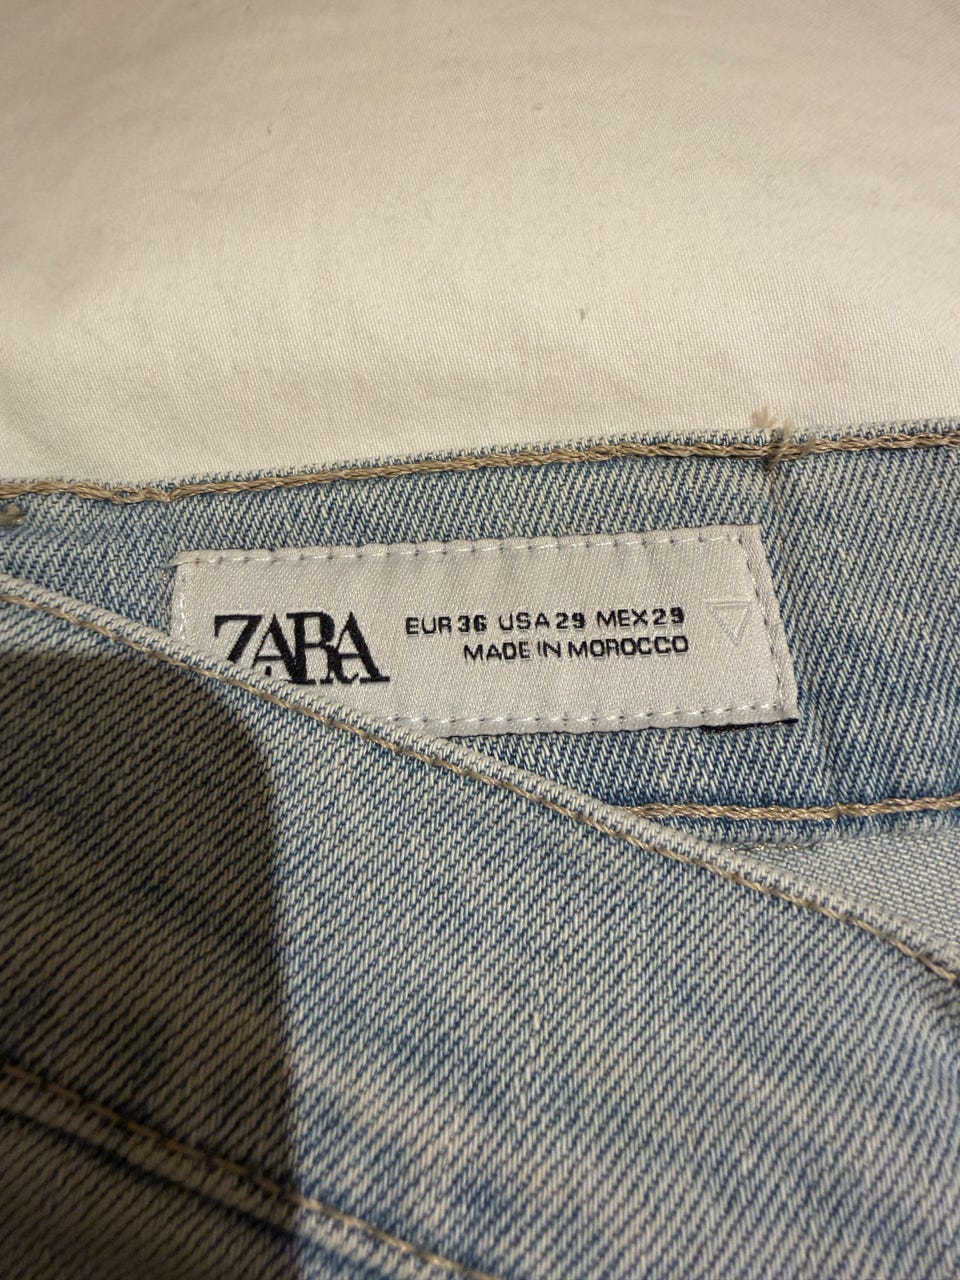 ZARA
EUR 36 USA 29 MEX 29
MADE IN MOROCCO